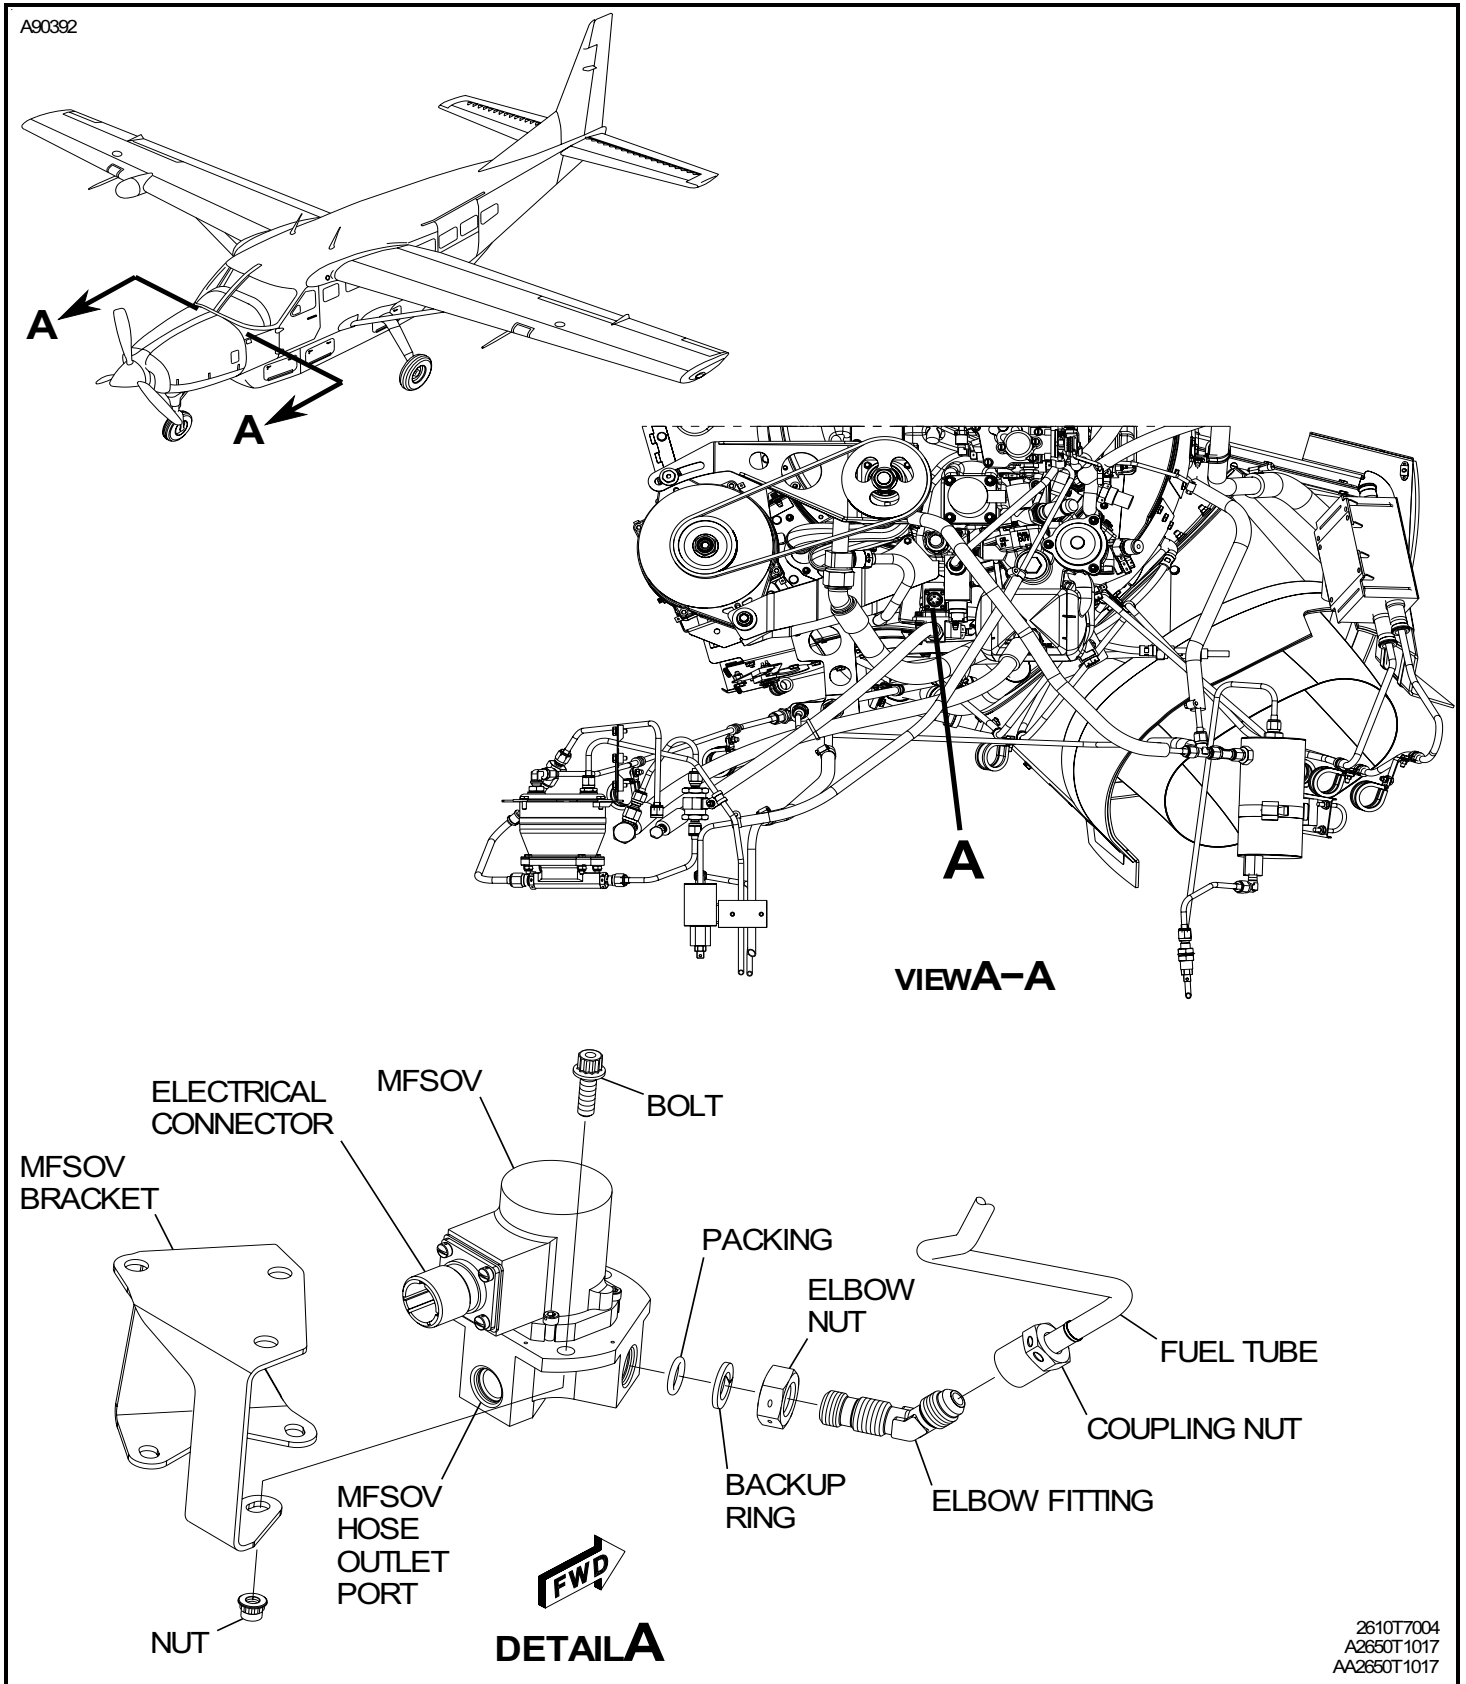 A90392
A
A
A
VIEW A-A
ELECTRICAL
CONNECTOR
MFSOV
BOLT
MFSOV
BRACKET
PACKING
ELBOW
NUT
FUEL TUBE
COUPLING NUT
BACKUP
RING
ELBOW FITTING
MFSOV
HOSE
OUTLET
PORT
FWD
NUT
DETAIL A
2610T7004
A2650T1017
AA2650T1017